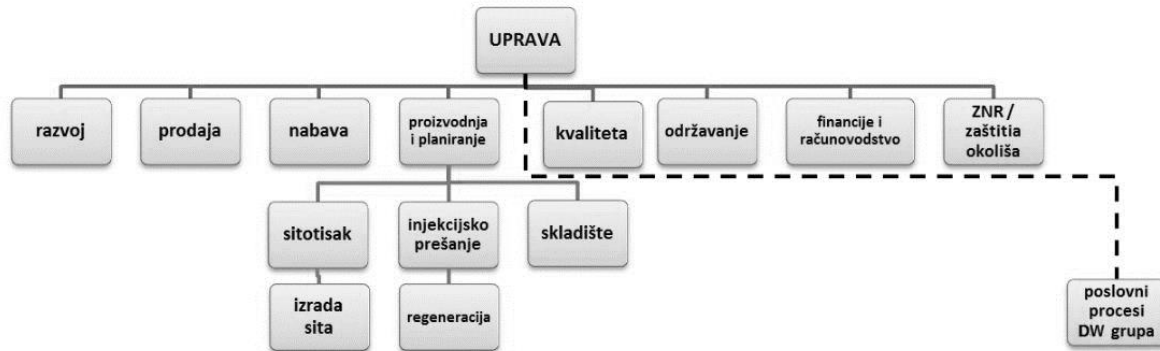 UPRAVA
razvoj
prodaja
nabava
proizvodnja
i planiranje
kvaliteta
održavanje
financije i
računovodstvo
ZNR /
zaštitia
okoliša
sitotisak
injekcijsko
prešanje
skladište
izrada
sita
regeneracija
poslovni
procesi
DW grupa